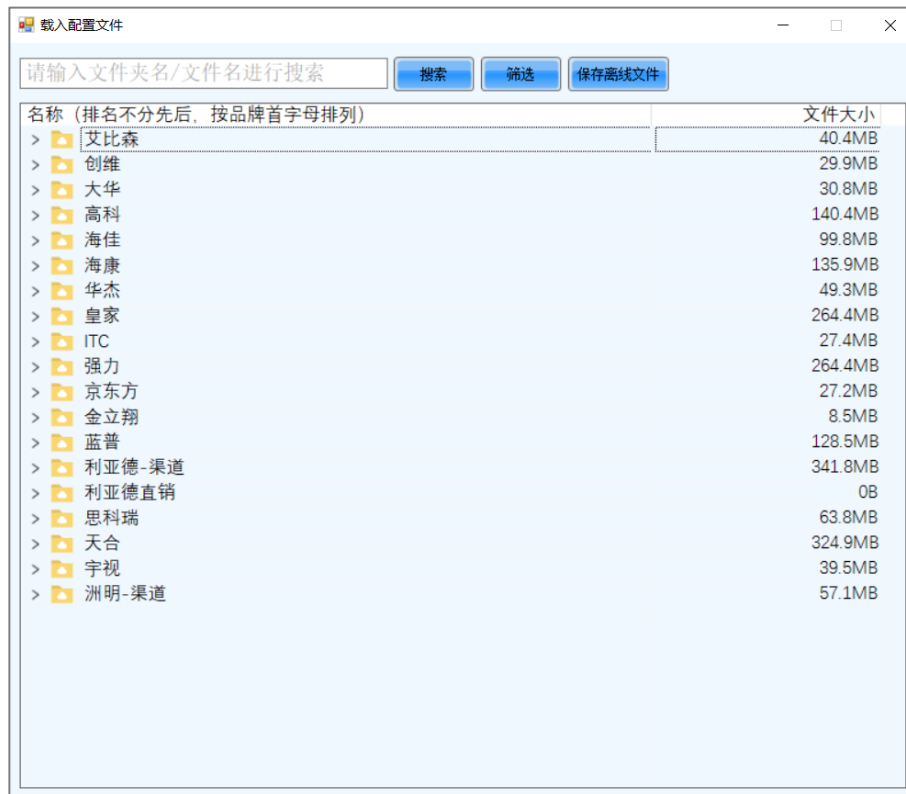 载入配置文件
请输入文件夹名/文件名进行搜索 搜索 筛选 保存离线文件
名称（排名不分先后，按品牌首字母排列） 文件大小
艾比森 40.4MB
创维 29.9MB
大华 30.8MB
高科 140.4MB
海佳 99.8MB
海康 135.9MB
华杰 49.3MB
皇家 264.4MB
ITC 27.4MB
强力 264.4MB
京东方 27.2MB
金立翔 8.5MB
蓝普 128.5MB
利亚德-渠道 341.8MB
利亚德直销 0B
思科瑞 63.8MB
天合 324.9MB
宇视 39.5MB
洲明-渠道 57.1MB